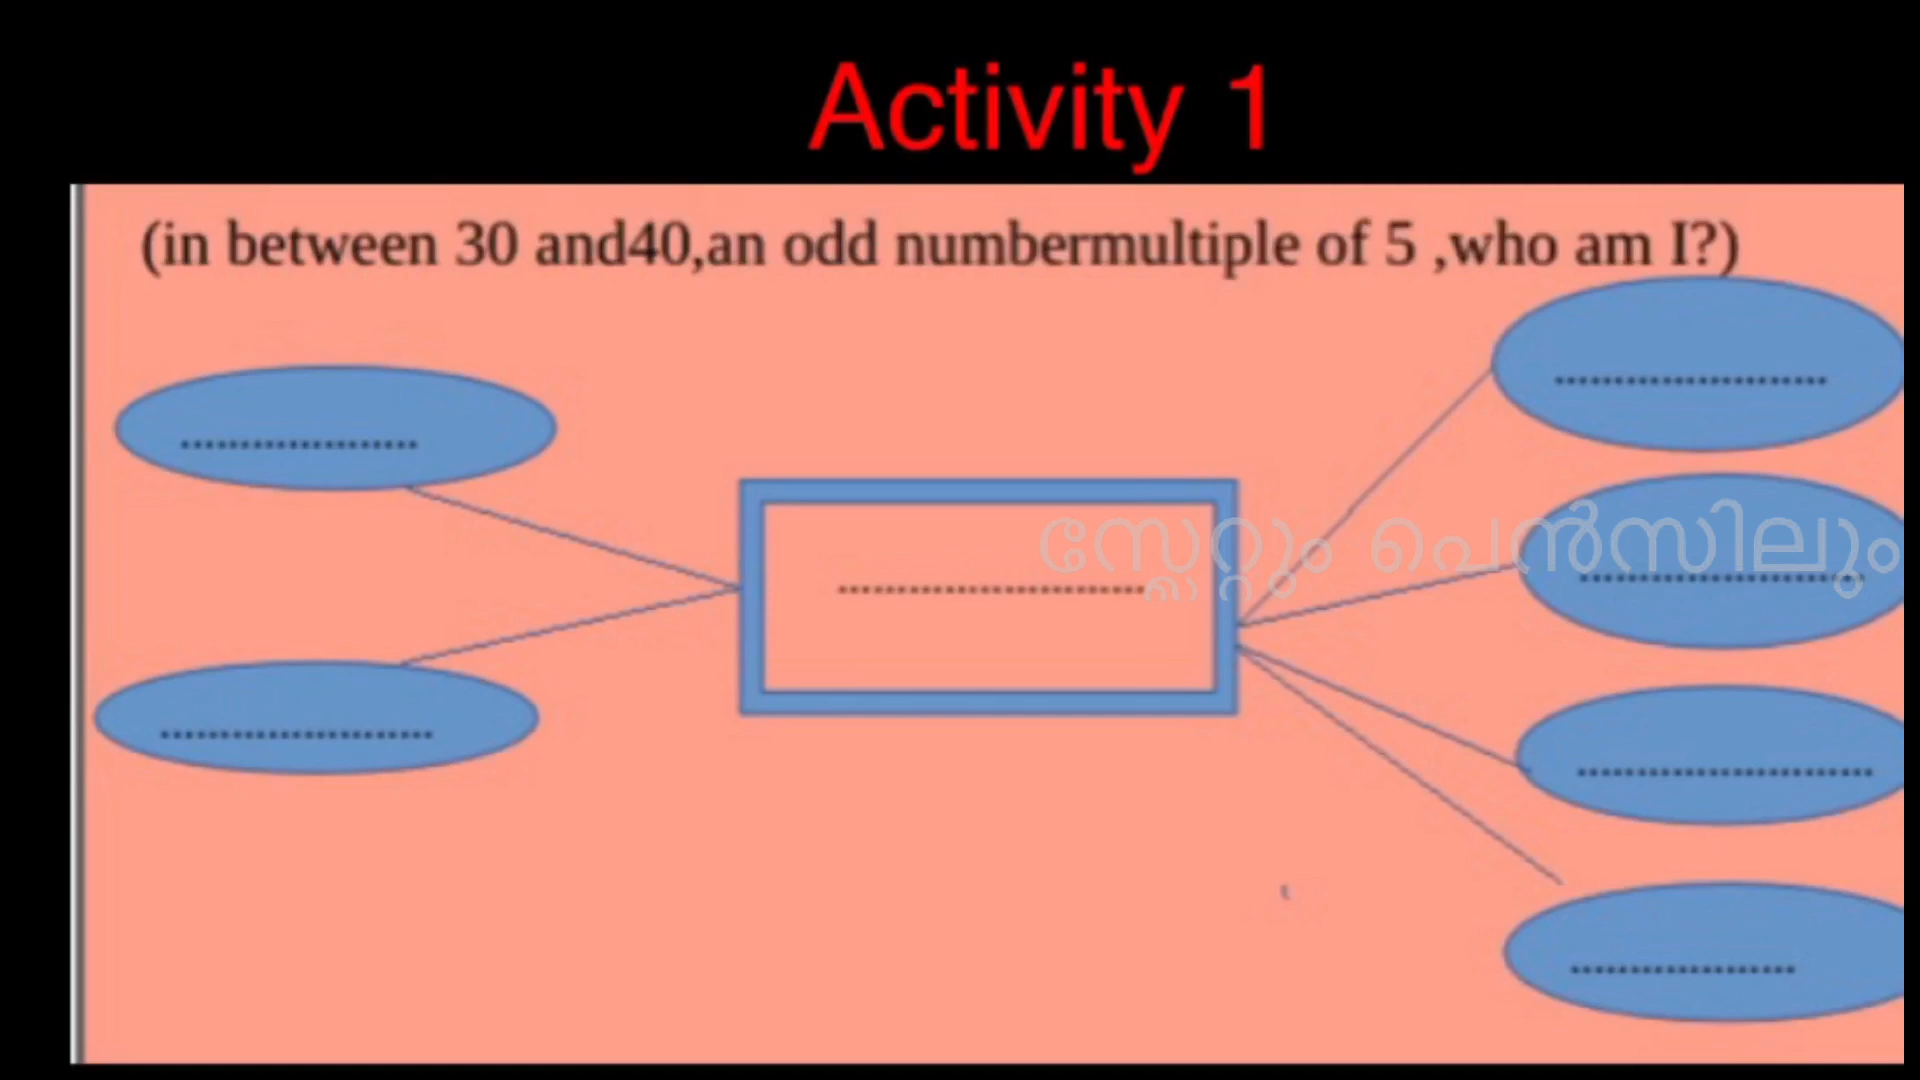 Activity 1
(in between 30 and40,an odd numbermultiple of 5 ,who am I?)
....................
.......................
സ്ലേറ്റും പെൻസിലും
....................
..........................
.......................
.........................
.........................
...................